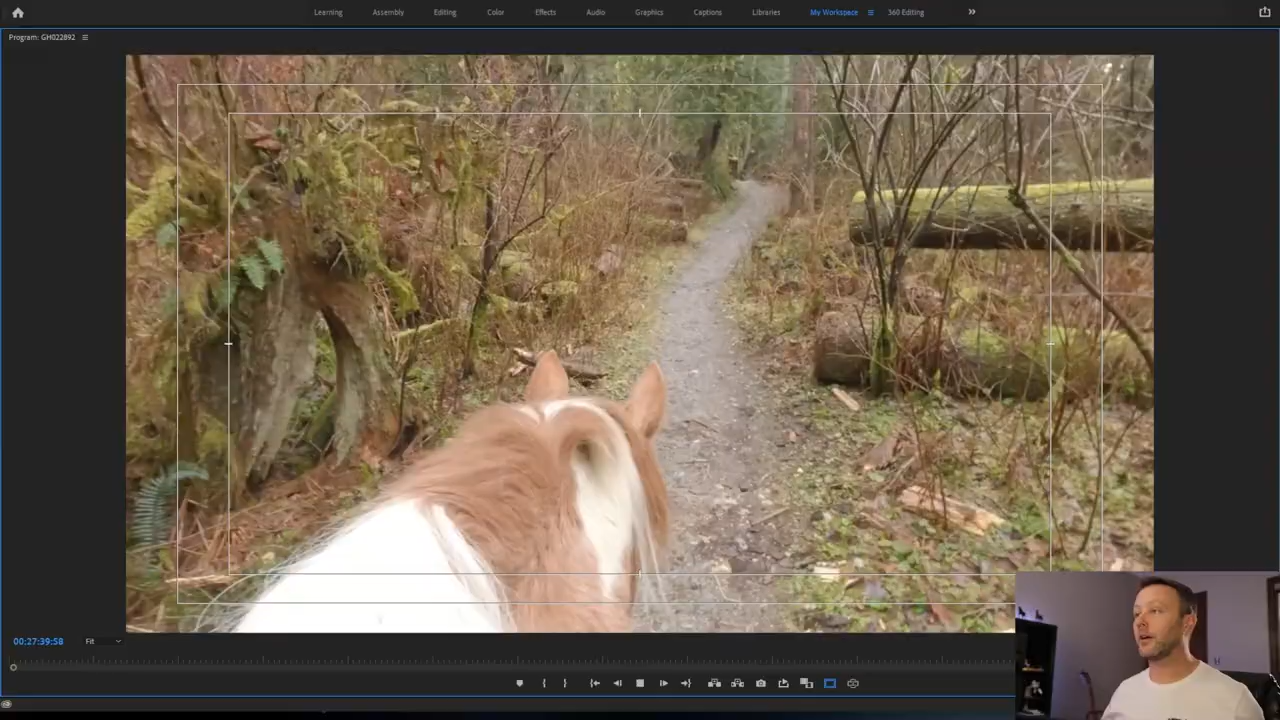 Learning Assembly Editing Color Effects Audio Graphics Captions Libraries My Workspace 360 Editing
Program: GH022892
00:27:39:58 Fit